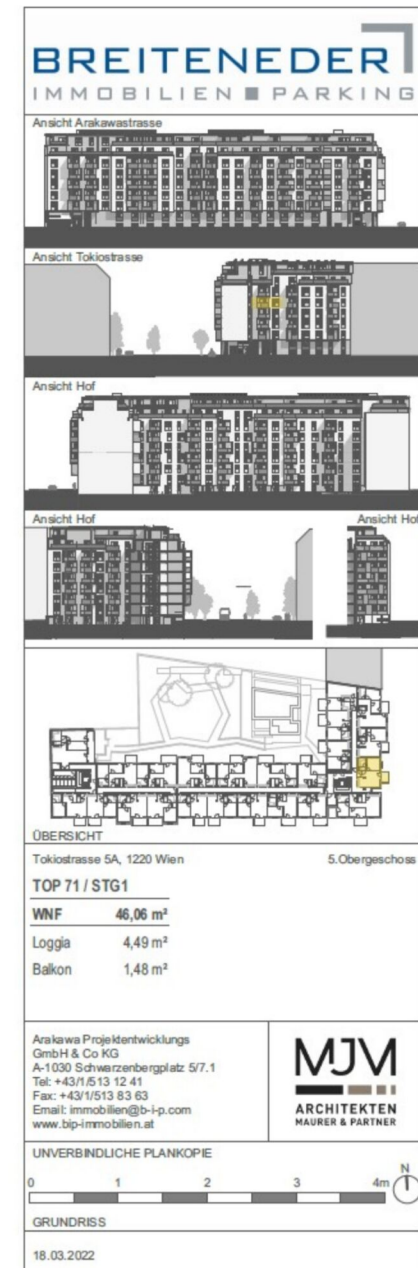 BREITENEDER
IMMOBILIEN PARKING
Ansicht Arakawastrasse
Ansicht Tokiostrasse
Ansicht Hof
Ansicht Hof
Ansicht Hof
ÜBERSICHT
Tokiostrasse 5A, 1220 Wien 5.Obergeschoss
TOP 71 / STG1
WNF 46,06 m²
Loggia 4,49 m²
Balkon 1,48 m²
Arakawa Projektentwicklungs
GmbH & Co KG
A-1030 Schwarzenbergplatz 5/7.1
Tel: +43/1/513 12 41
Fax: +43/1/513 83 63
Email: immobilien@b-i-p.com
www.bip-immobilien.at
MJM
ARCHITEKTEN
MAURER & PARTNER
UNVERBINDLICHE PLANKOPIE
0 1 2 3 4m N
GRUNDRISS
18.03.2022